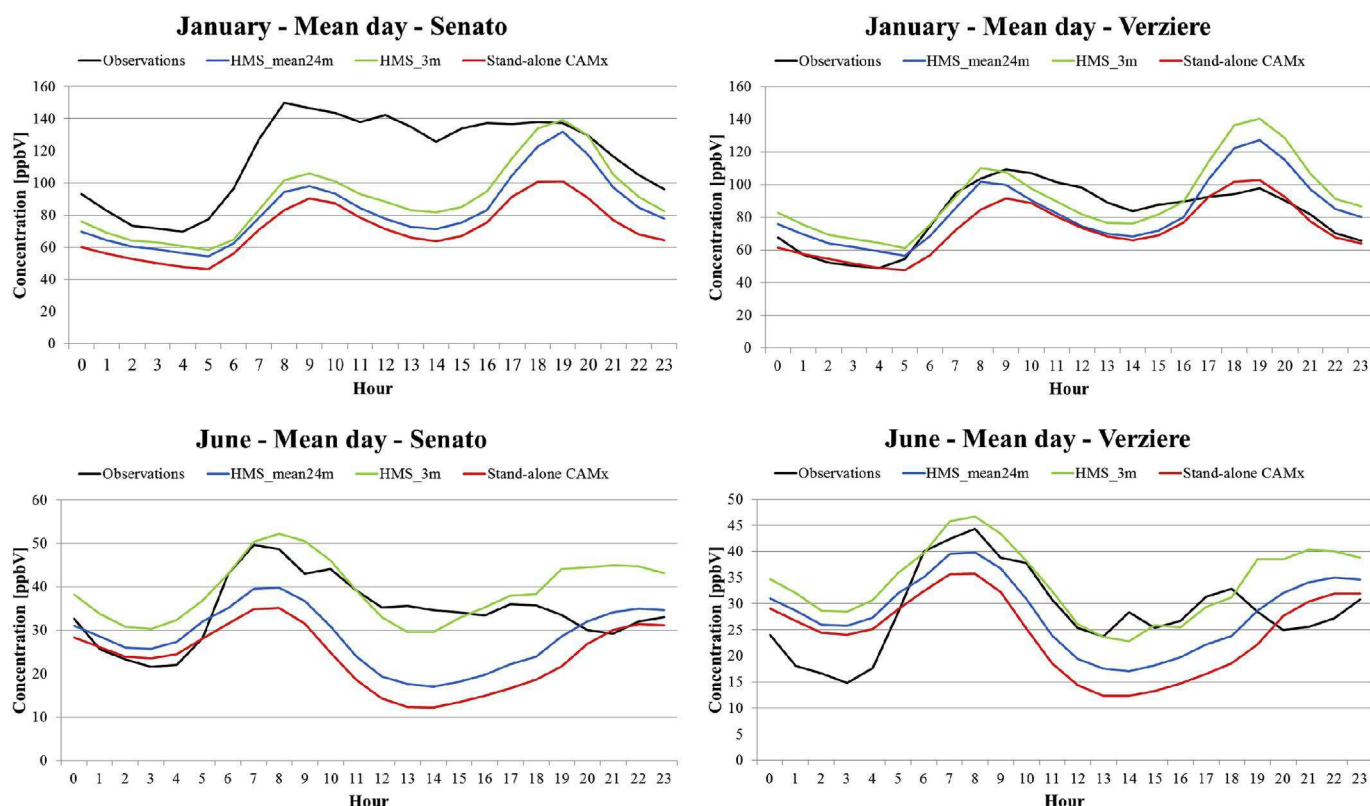 January - Mean day - Senato
Observations HMS_mean24m HMS_3m Stand-alone CAMx
Concentration [ppbV]
160
140
120
100
80
60
40
20
0
0 1 2 3 4 5 6 7 8 9 10 11 12 13 14 15 16 17 18 19 20 21 22 23
Hour
January - Mean day - Verziere
Observations HMS_mean24m HMS_3m Stand-alone CAMx
Concentration [ppbV]
160
140
120
100
80
60
40
20
0
0 1 2 3 4 5 6 7 8 9 10 11 12 13 14 15 16 17 18 19 20 21 22 23
Hour
June - Mean day - Senato
Observations HMS_mean24m HMS_3m Stand-alone CAMx
Concentration [ppbV]
60
50
40
30
20
10
0
0 1 2 3 4 5 6 7 8 9 10 11 12 13 14 15 16 17 18 19 20 21 22 23
Hour
June - Mean day - Verziere
Observations HMS_mean24m HMS_3m Stand-alone CAMx
Concentration [ppbV]
50
45
40
35
30
25
20
15
10
5
0
0 1 2 3 4 5 6 7 8 9 10 11 12 13 14 15 16 17 18 19 20 21 22 23
Hour